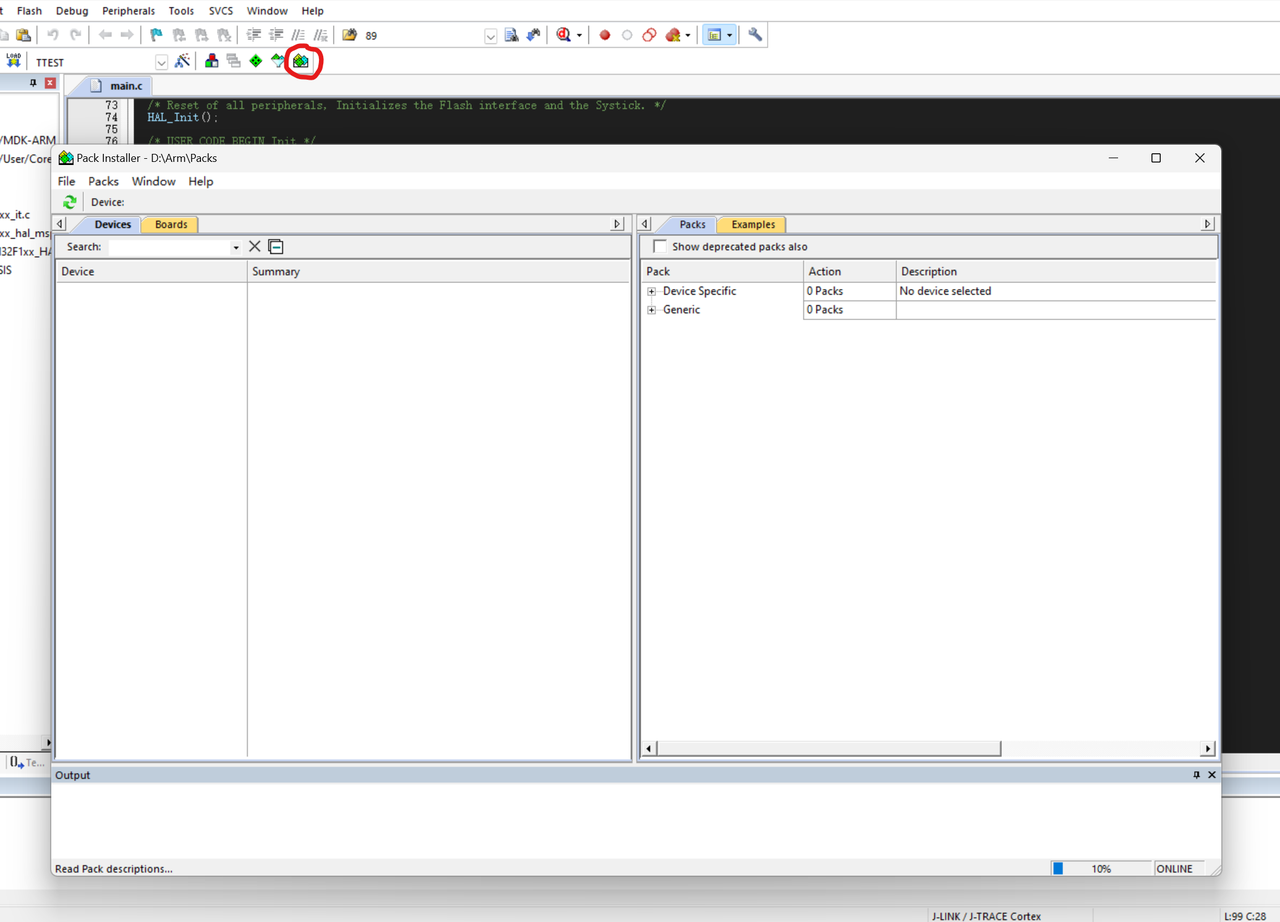 Flash Debug Peripherals Tools SVCS Window Help
89
LOAD
TTEST
main.c
73 /* Reset of all peripherals, Initializes the Flash interface and the Systick. */
74 HAL_Init();
75
76 /* USER CODE BEGIN Init */
/MDK-ARM
/User/Core
xx_it.c
xx_hal_ms
SIS
Pack Installer - D:\Arm\Packs
File Packs Window Help
Device:
Devices Boards
Search:
Device Summary
Packs Examples
Show deprecated packs also
Pack Action Description
Device Specific 0 Packs No device selected
Generic 0 Packs
Te...
Output
Read Pack descriptions... 10% ONLINE
J-LINK / J-TRACE Cortex L:99 C:28